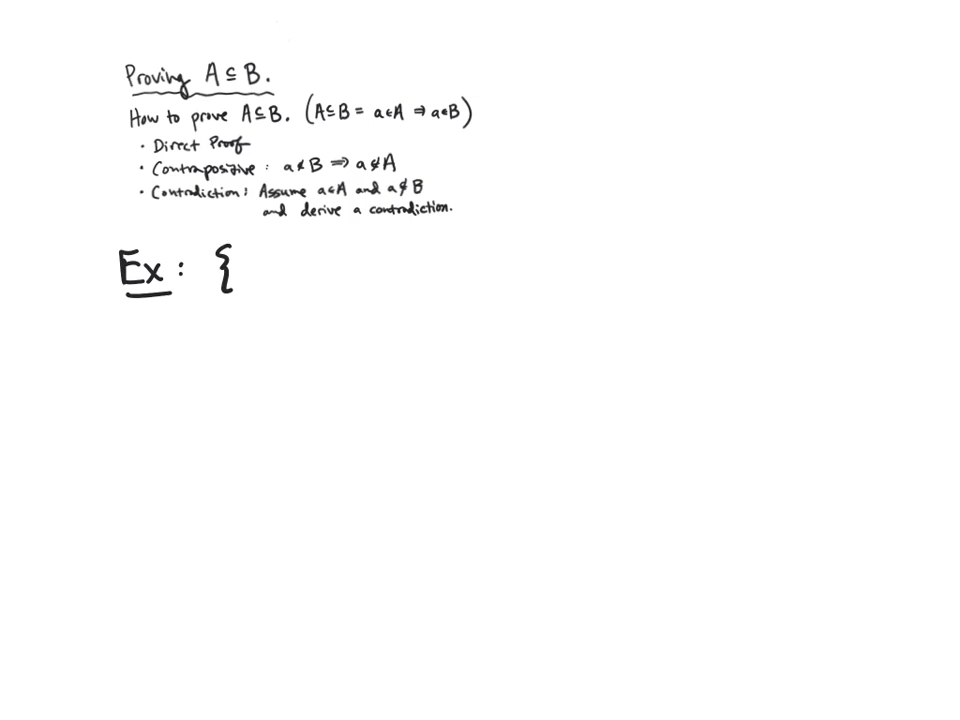 Proving A ⊆ B.
How to prove A ⊆ B. (A ⊆ B = a ∈ A ⇒ a ∈ B)
· Direct Proof
· Contrapositive : a ∉ B ⇒ a ∉ A
· Contradiction : Assume a ∈ A and a ∉ B
and derive a contradiction.
Ex : {